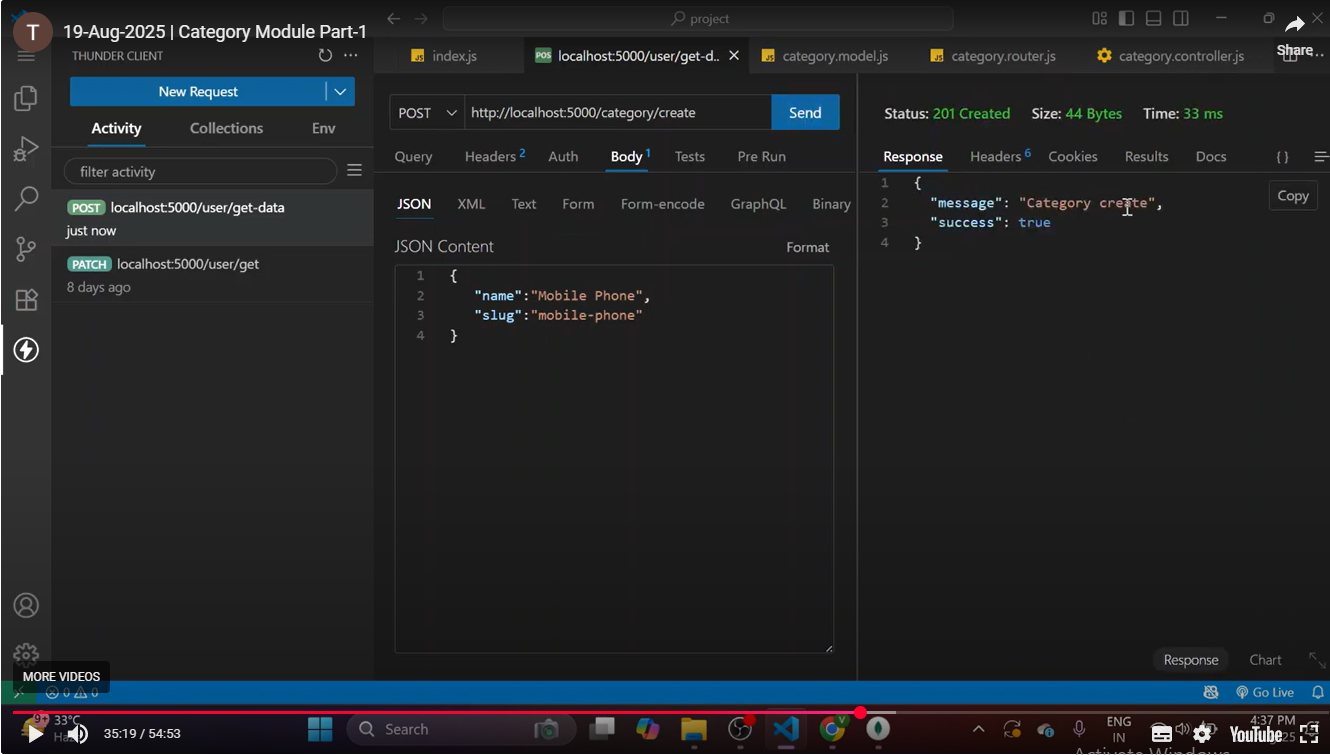 T
19-Aug-2025 | Category Module Part-1
project
Share
THUNDER CLIENT
index.js
POS localhost:5000/user/get-d..
category.model.js
category.router.js
category.controller.js
New Request
Activity Collections Env
filter activity
POST localhost:5000/user/get-data
just now
PATCH localhost:5000/user/get
8 days ago
POST http://localhost:5000/category/create Send
Query Headers 2 Auth Body 1 Tests Pre Run
JSON XML Text Form Form-encode GraphQL Binary
JSON Content Format
1 {
2 "name":"Mobile Phone",
3 "slug":"mobile-phone"
4 }
Status: 201 Created Size: 44 Bytes Time: 33 ms
Response Headers 6 Cookies Results Docs { }
Copy
1 {
2 "message": "Category create",
3 "success": true
4 }
Response Chart
MORE VIDEOS
0 0
Go Live
9+
33°C
Search
ENG
IN
4:37 PM
35:19 / 54:53
YouTube
Activate Windows